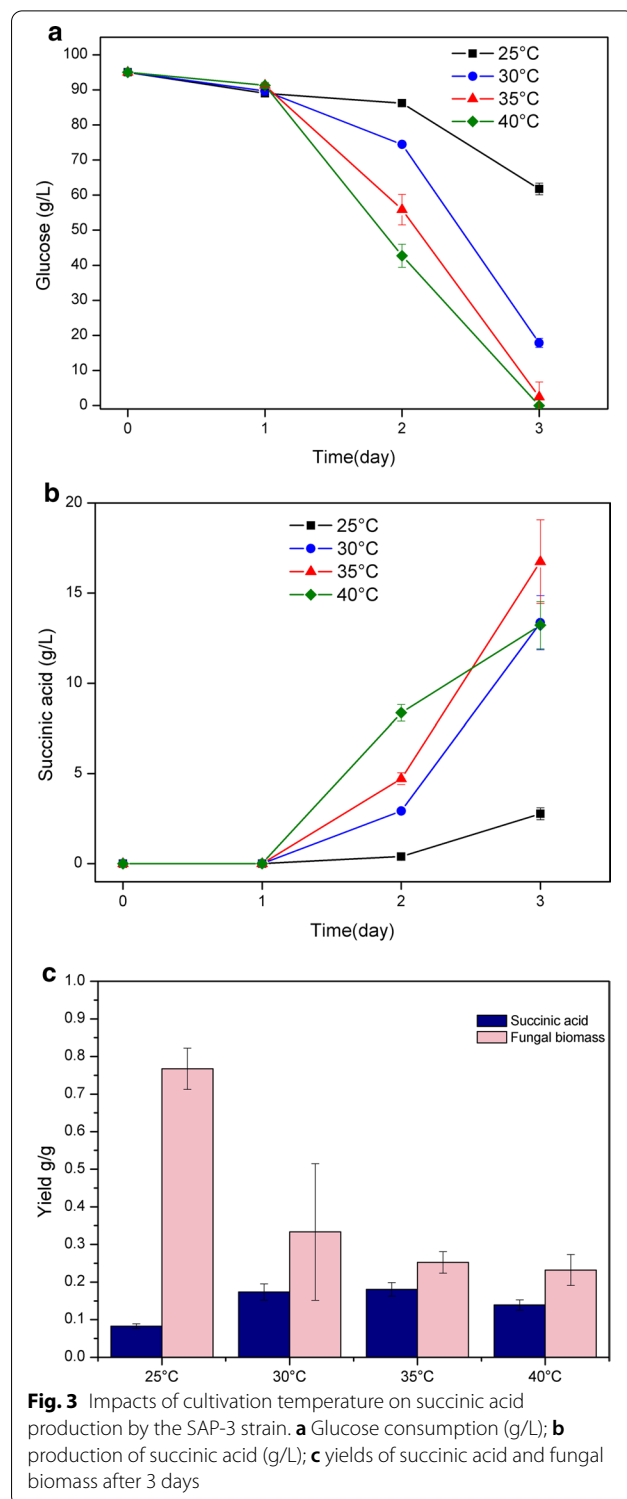 a
25°C
30°C
35°C
40°C
100
90
80
70
60
50
40
30
20
10
0
Glucose (g/L)
0 1 2 3
Time(day)
b
25°C
30°C
35°C
40°C
20
15
10
5
0
Succinic acid (g/L)
0 1 2 3
Time(day)
c
Succinic acid
Fungal biomass
1.0
0.9
0.8
0.7
0.6
0.5
0.4
0.3
0.2
0.1
0.0
Yield g/g
25°C 30°C 35°C 40°C
Fig. 3 Impacts of cultivation temperature on succinic acid
production by the SAP-3 strain. a Glucose consumption (g/L); b
production of succinic acid (g/L); c yields of succinic acid and fungal
biomass after 3 days